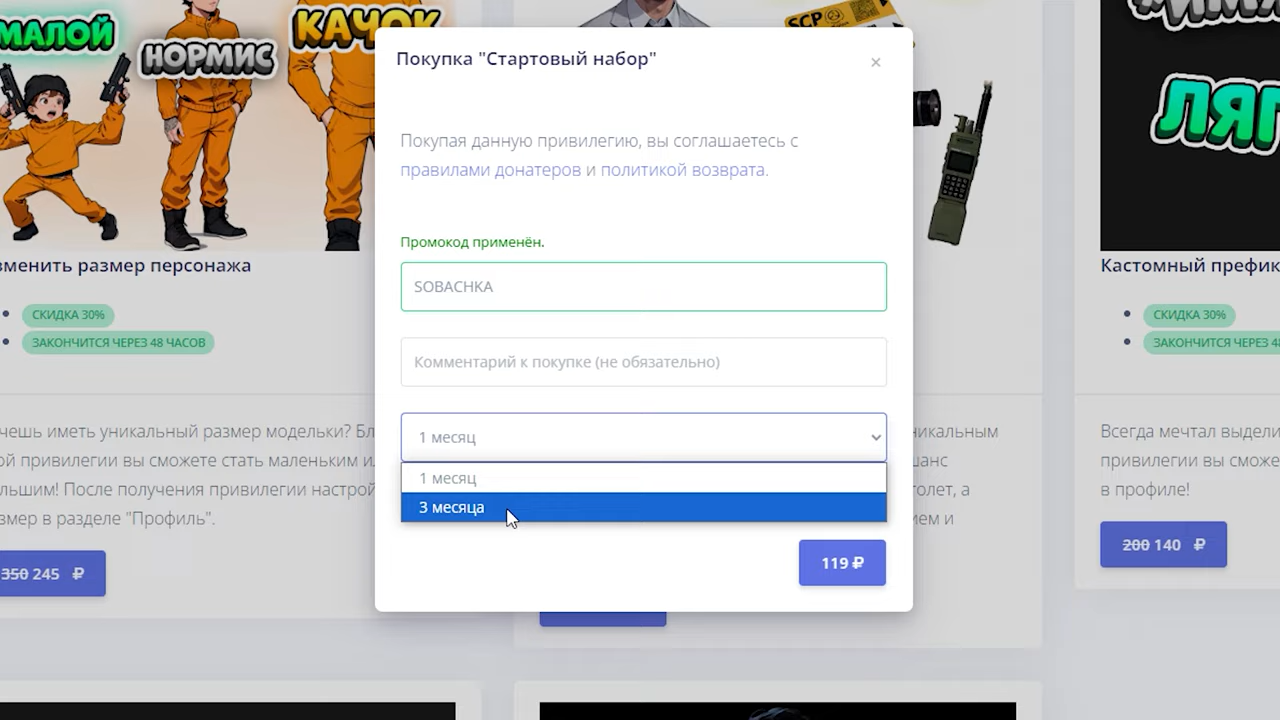 МАЛОЙ
НОРМИС
КАЧОК
SCP
Покупка "Стартовый набор"
×
Покупая данную привилегию, вы соглашаетесь с
правилами донатеров и политикой возврата.
Промокод применён.
SOBACHKA
Комментарий к покупке (не обязательно)
1 месяц
1 месяц
3 месяца
119 ₽
зменить размер персонажа
СКИДКА 30%
ЗАКОНЧИТСЯ ЧЕРЕЗ 48 ЧАСОВ
чешь иметь уникальный размер модельки? Бл
ой привилегии вы сможете стать маленьким и
льшим! После получения привилегии настрой
змер в разделе "Профиль".
350 245 ₽
никальным
анс
олет, а
ем и
ЛЯГ
Кастомный префик
СКИДКА 30%
ЗАКОНЧИТСЯ ЧЕРЕЗ 48
Всегда мечтал выдели
привилегии вы сможе
в профиле!
200 140 ₽